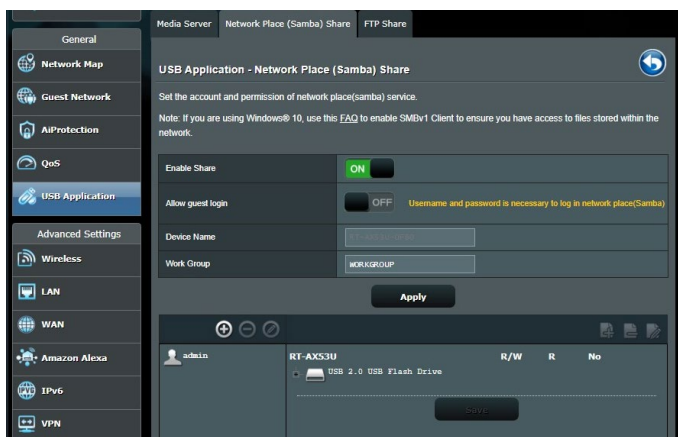 Media Server
Network Place (Samba) Share
FTP Share
General
Network Map
Guest Network
AiProtection
QoS
USB Application
Advanced Settings
Wireless
LAN
WAN
Amazon Alexa
IPv6
VPN
USB Application - Network Place (Samba) Share
Set the account and permission of network place(samba) service.
Note: If you are using Windows® 10, use this FAQ to enable SMBv1 Client to ensure you have access to files stored within the
network.
Enable Share
ON
Allow guest login
OFF
Username and password is necessary to log in network place(Samba)
Device Name
Work Group
WORKGROUP
Apply
admin
RT-AX53U
R/W
R
No
USB 2.0 USB Flash Drive
Save